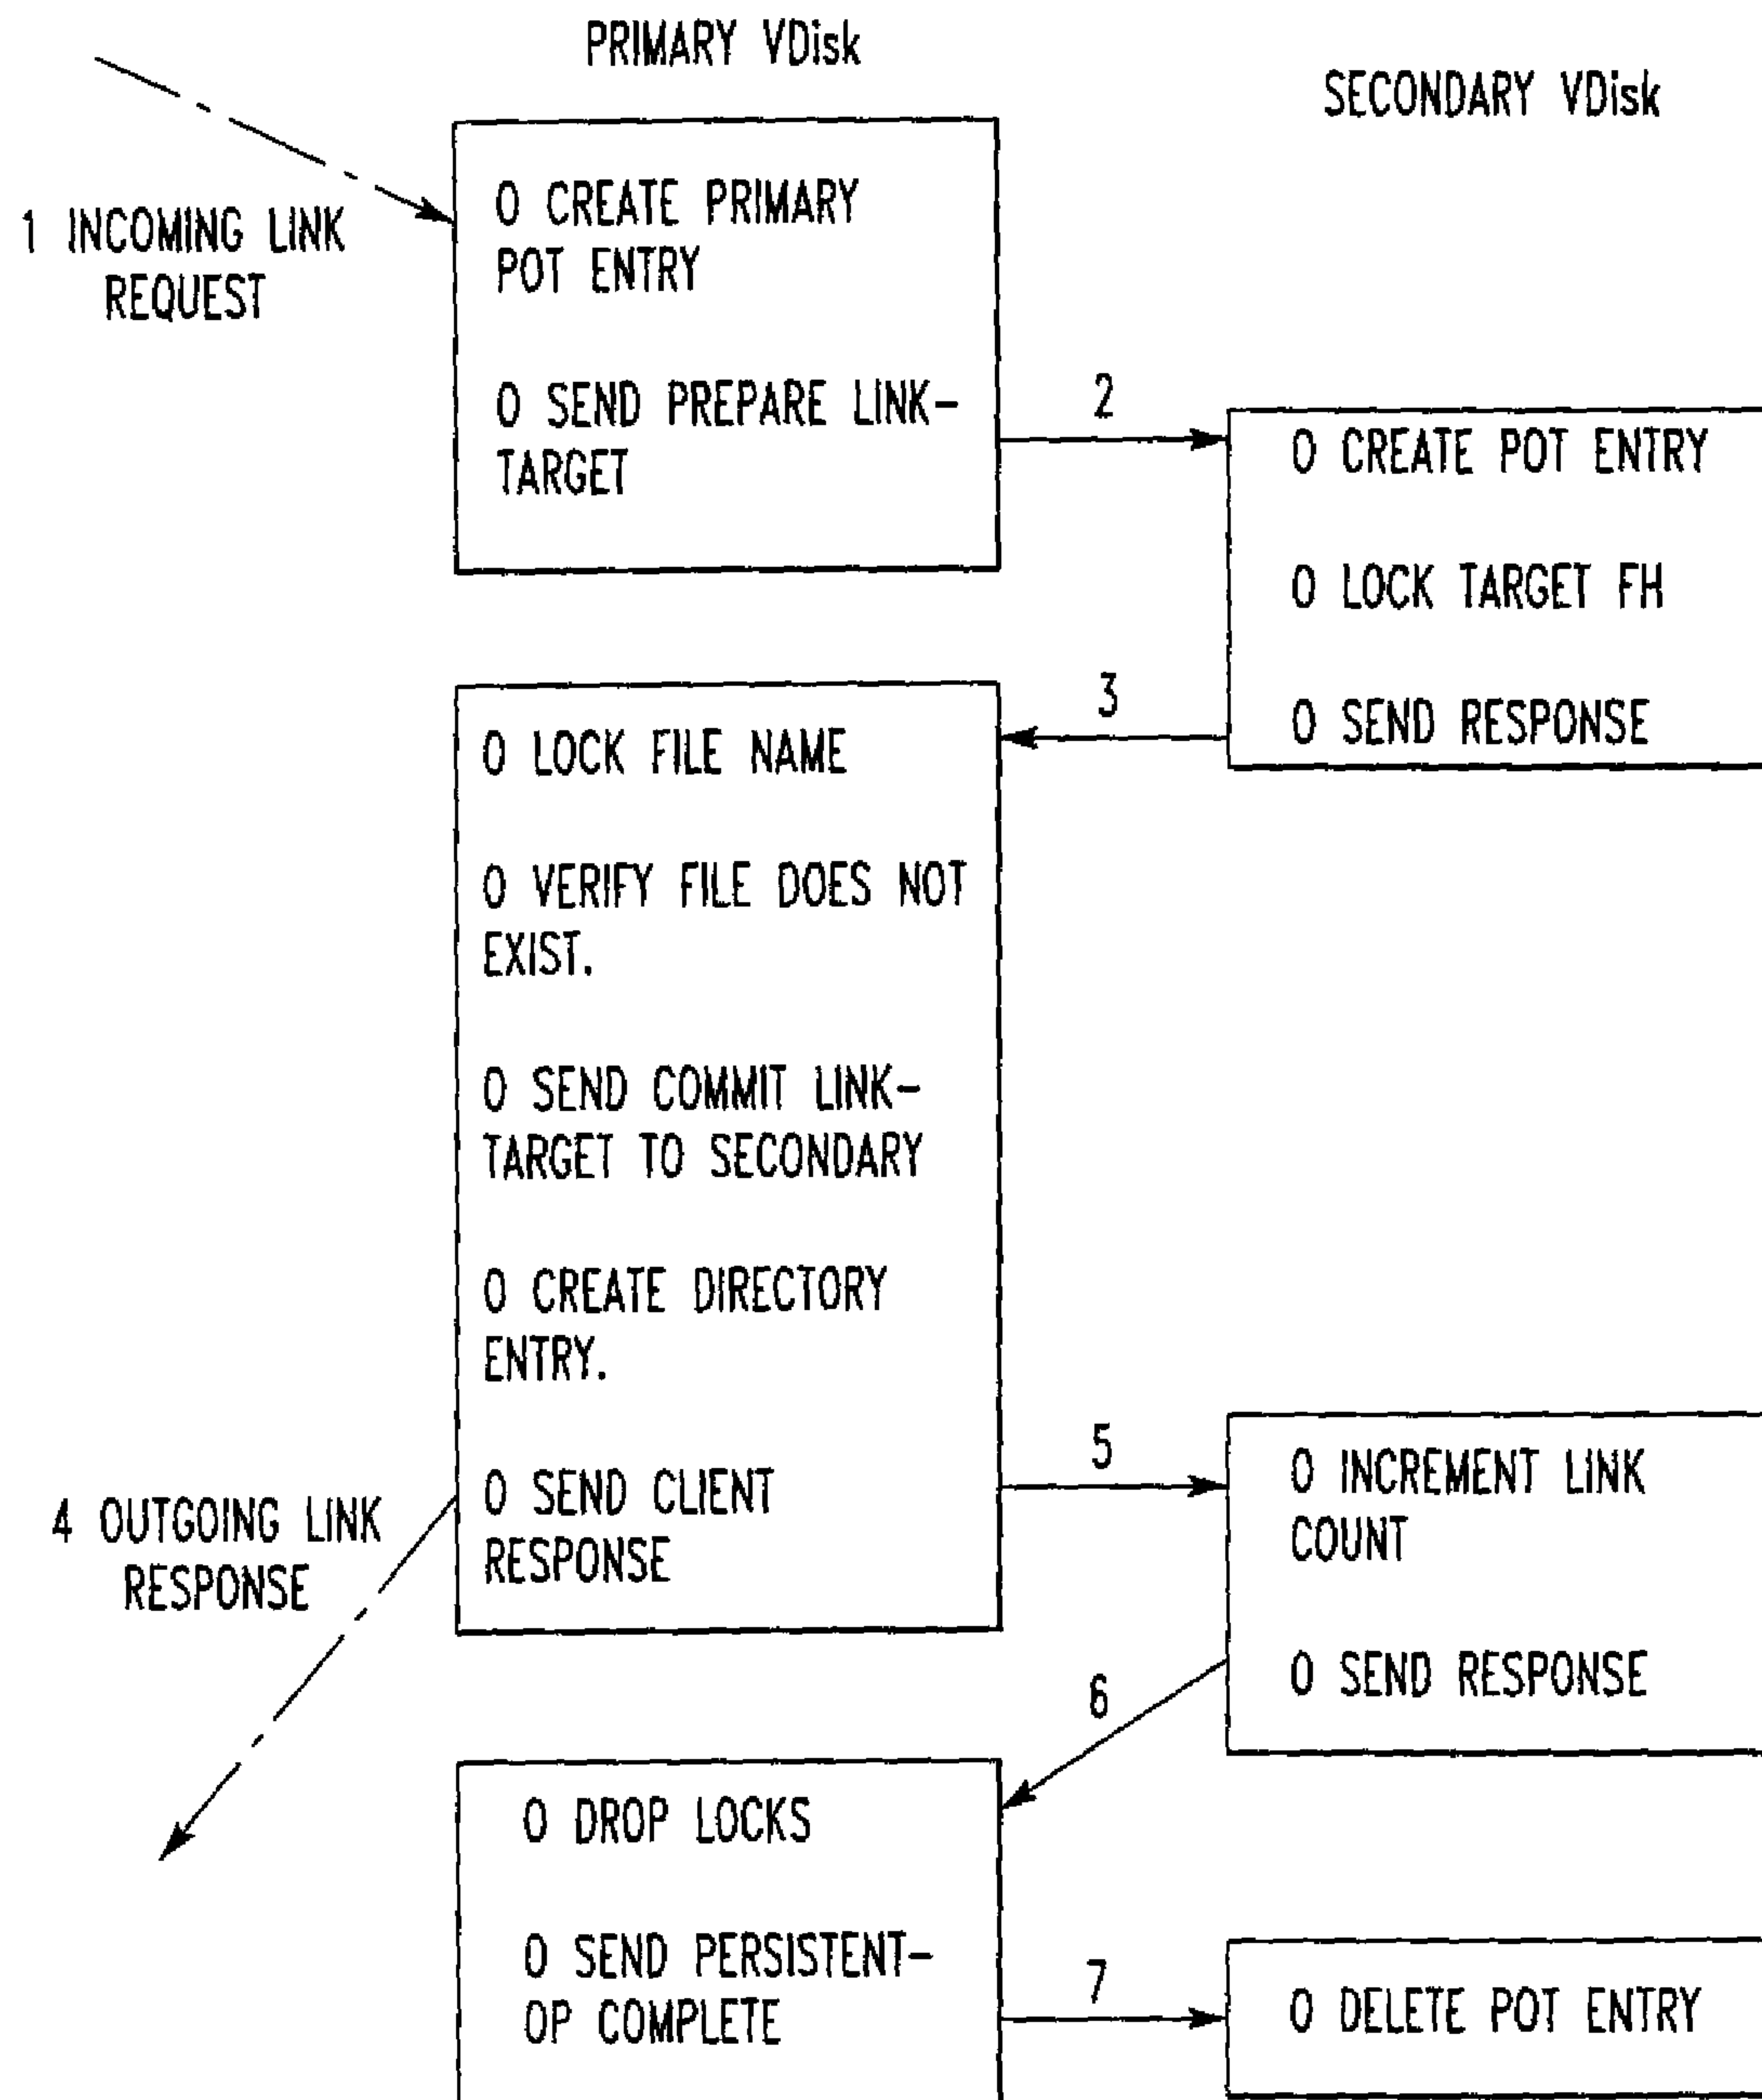 PRIMARY VDisk
SECONDARY VDisk
1 INCOMING LINK
REQUEST
O CREATE PRIMARY
POT ENTRY
O SEND PREPARE LINK-
TARGET
2
O CREATE POT ENTRY
O LOCK TARGET FH
O SEND RESPONSE
3
O LOCK FILE NAME
O VERIFY FILE DOES NOT
EXIST.
O SEND COMMIT LINK-
TARGET TO SECONDARY
O CREATE DIRECTORY
ENTRY.
O SEND CLIENT
RESPONSE
4 OUTGOING LINK
RESPONSE
5
O INCREMENT LINK
COUNT
O SEND RESPONSE
6
O DROP LOCKS
O SEND PERSISTENT-
OP COMPLETE
7
O DELETE POT ENTRY